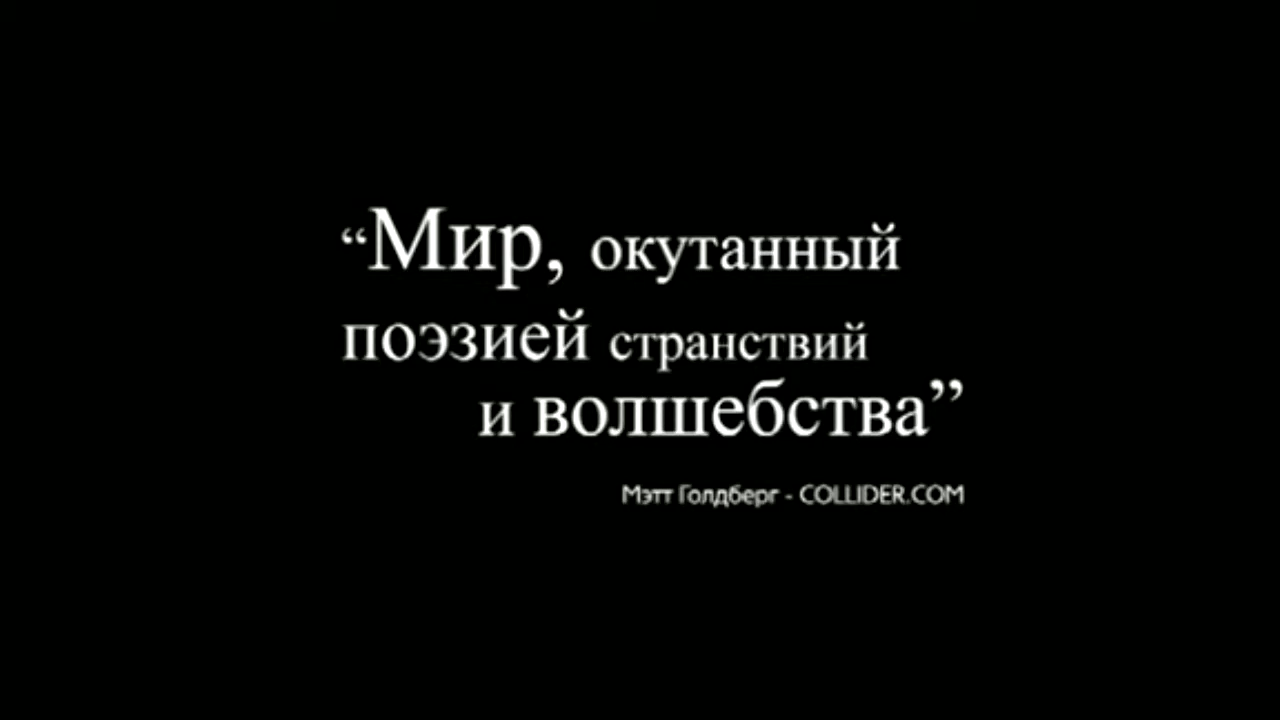 “Мир, окутанный
поэзией странствий
и волшебства”
Мэтт Голдберг - COLLIDER.COM